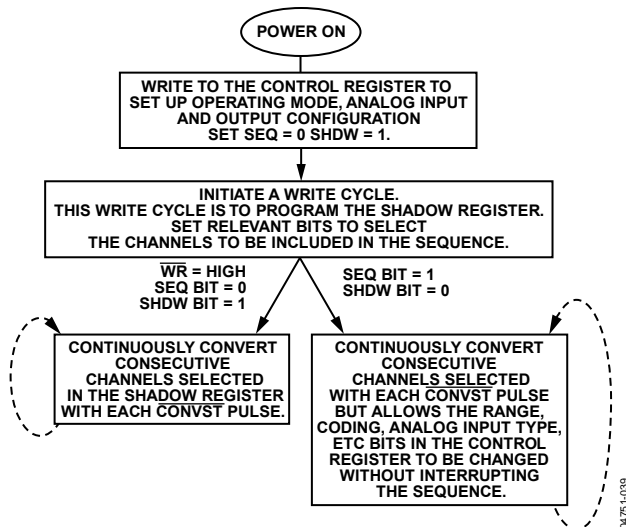 POWER ON
WRITE TO THE CONTROL REGISTER TO
SET UP OPERATING MODE, ANALOG INPUT
AND OUTPUT CONFIGURATION
SET SEQ = 0 SHDW = 1.
INITIATE A WRITE CYCLE.
THIS WRITE CYCLE IS TO PROGRAM THE SHADOW REGISTER.
SET RELEVANT BITS TO SELECT
THE CHANNELS TO BE INCLUDED IN THE SEQUENCE.
W̅R̅ = HIGH
SEQ BIT = 0
SHDW BIT = 1
SEQ BIT = 1
SHDW BIT = 0
CONTINUOUSLY CONVERT
CONSECUTIVE
CHANNELS SELECTED
IN THE SHADOW REGISTER
WITH EACH C̅O̅N̅V̅S̅T̅ PULSE.
CONTINUOUSLY CONVERT
CONSECUTIVE
CHANNELS SELECTED
WITH EACH C̅O̅N̅V̅S̅T̅ PULSE
BUT ALLOWS THE RANGE,
CODING, ANALOG INPUT TYPE,
ETC BITS IN THE CONTROL
REGISTER TO BE CHANGED
WITHOUT INTERRUPTING
THE SEQUENCE.
04751-039